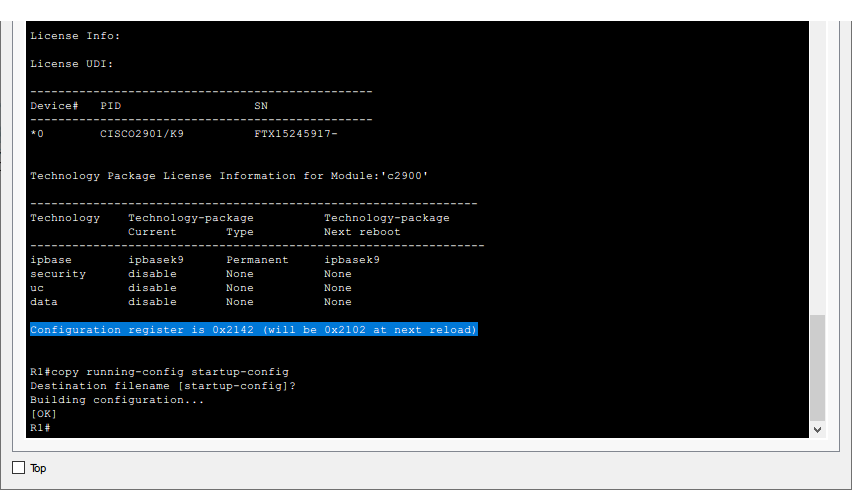 License Info:
License UDI:
-------------------------------------------------
Device#   PID                   SN
-------------------------------------------------
*0        CISCO2901/K9          FTX15245917-
Technology Package License Information for Module:'c2900'
----------------------------------------------------------------
Technology    Technology-package          Technology-package
              Current       Type          Next reboot
-----------------------------------------------------------------
ipbase        ipbasek9      Permanent     ipbasek9
security      disable       None          None
uc            disable       None          None
data          disable       None          None
Configuration register is 0x2142 (will be 0x2102 at next reload)
R1#copy running-config startup-config
Destination filename [startup-config]?
Building configuration...
[OK]
R1#
Top